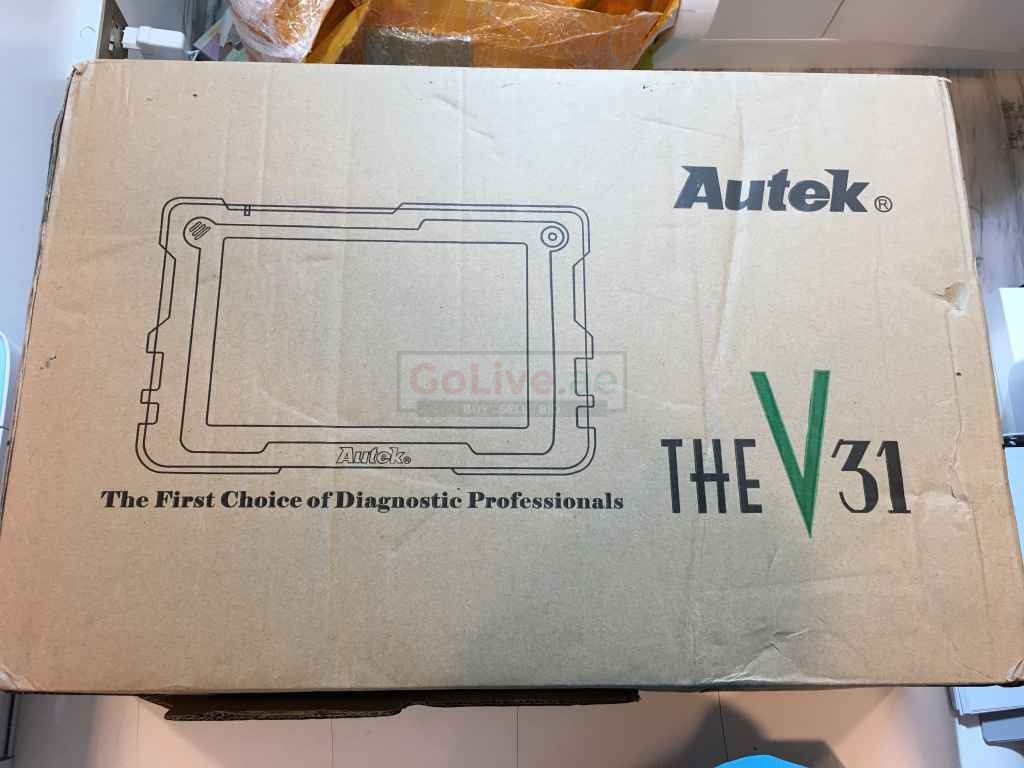 Autek®
GoLive.ae
Autek®
The First Choice of Diagnostic Professionals
THE V31